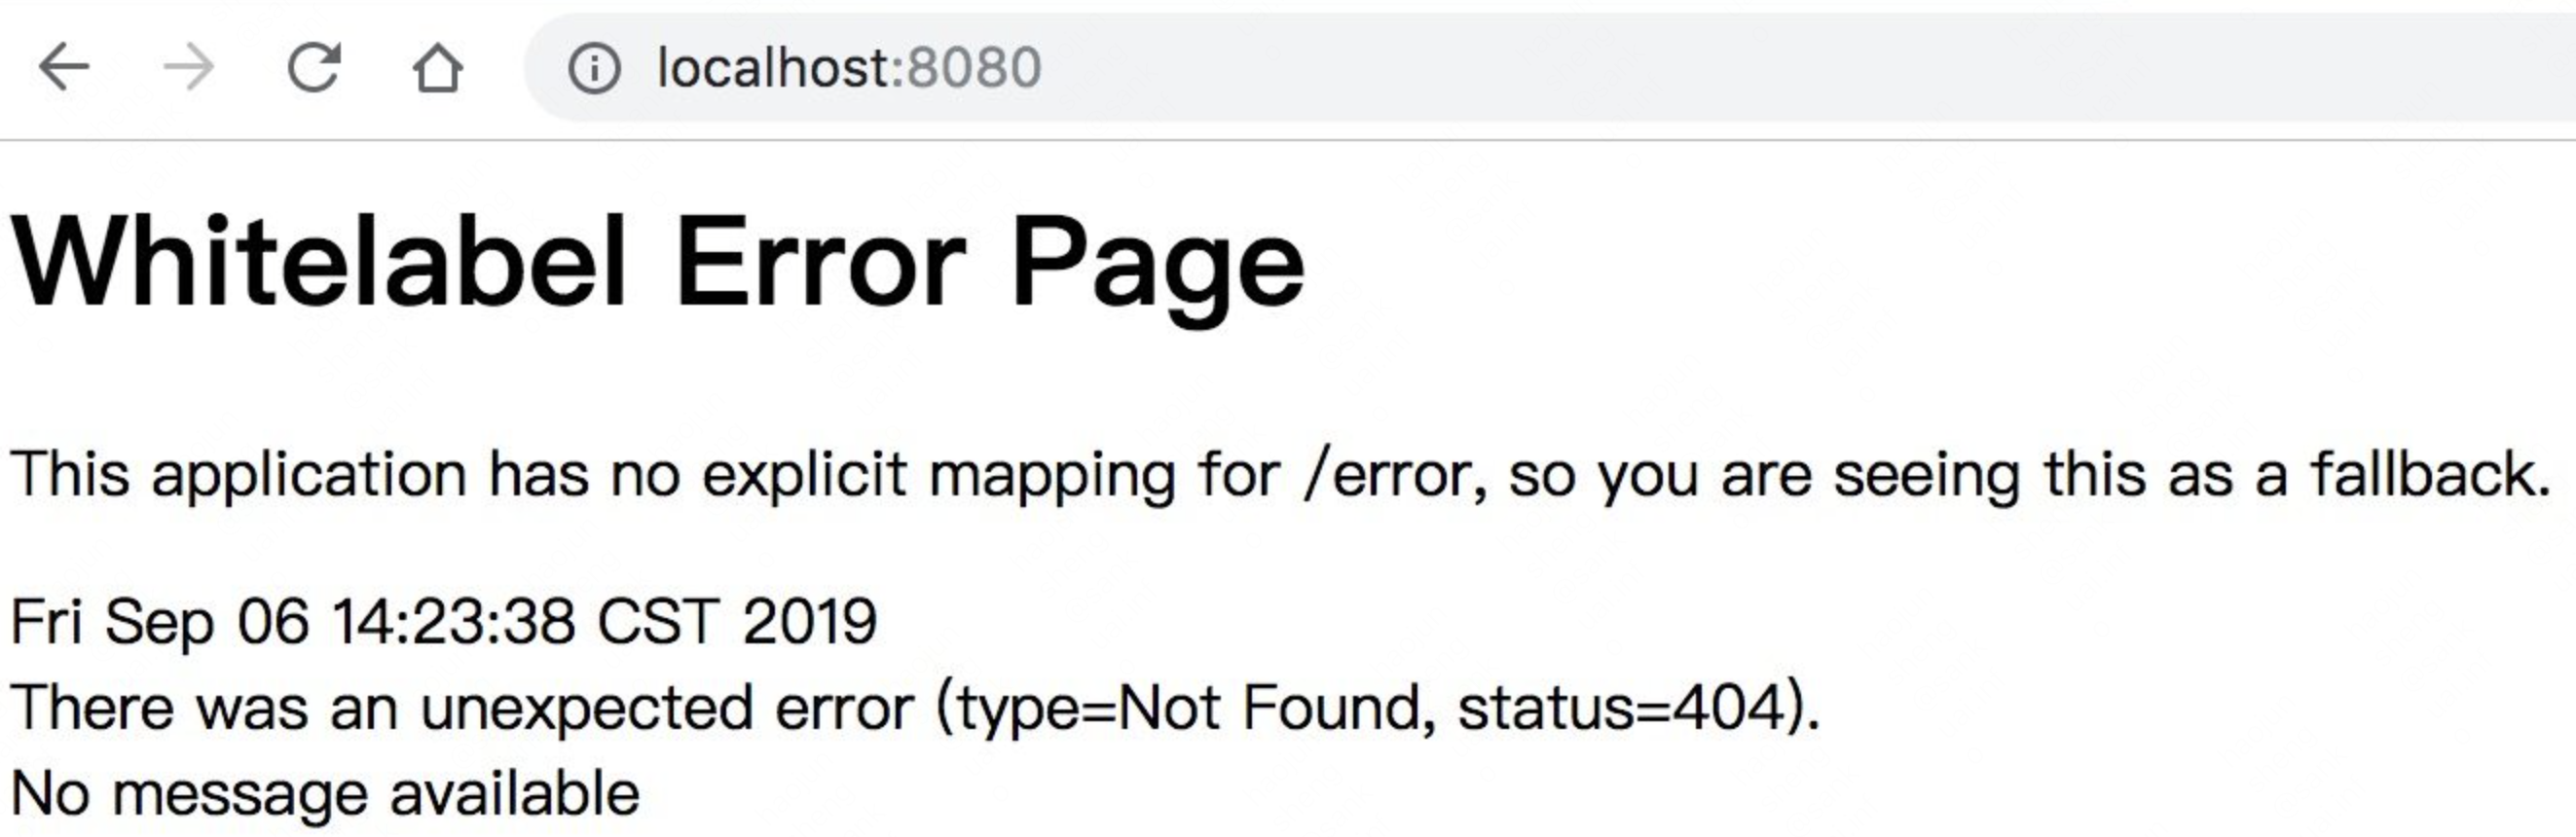 localhost:8080
Whitelabel Error Page
This application has no explicit mapping for /error, so you are seeing this as a fallback.
Fri Sep 06 14:23:38 CST 2019
There was an unexpected error (type=Not Found, status=404).
No message available